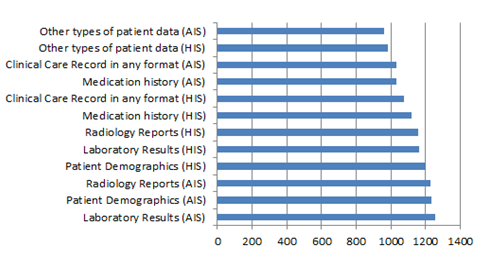 Other types of patient data (AIS)
Other types of patient data (HIS)
Clinical Care Record in any format (AIS)
Medication history (AIS)
Clinical Care Record in any format (HIS)
Medication history (HIS)
Radiology Reports (HIS)
Laboratory Results (HIS)
Patient Demographics (HIS)
Radiology Reports (AIS)
Patient Demographics (AIS)
Laboratory Results (AIS)
0 200 400 600 800 1000 1200 1400